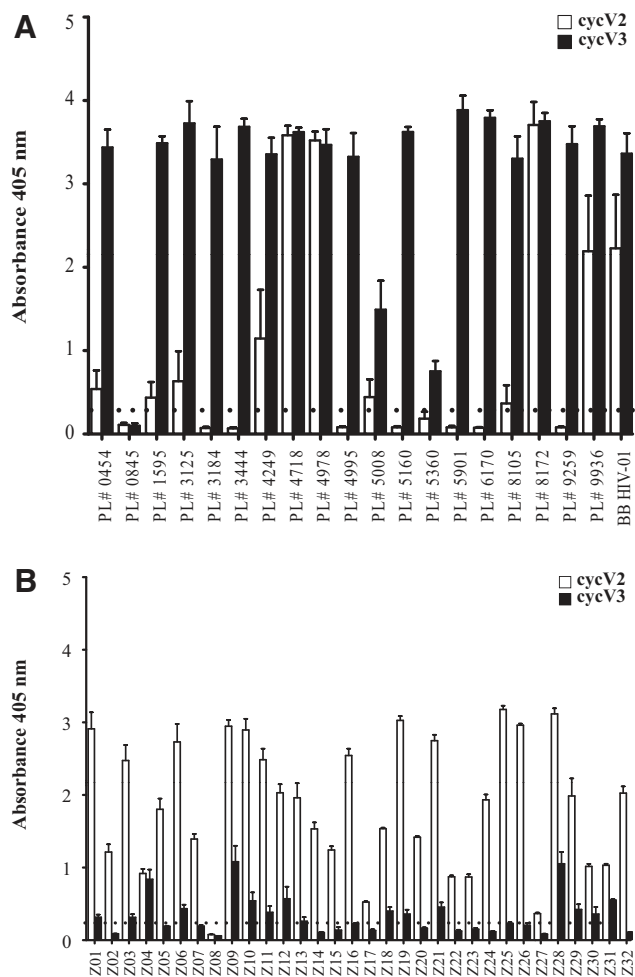 A
cycV2
cycV3
5
4
3
2
1
0
Absorbance 405 nm
PL# 0454
PL# 0845
PL# 1595
PL# 3125
PL# 3184
PL# 3444
PL# 4249
PL# 4718
PL# 4978
PL# 4995
PL# 5008
PL# 5160
PL# 5360
PL# 5901
PL# 6170
PL# 8105
PL# 8172
PL# 9259
PL# 9936
BB HIV-01
B
cycV2
cycV3
5
4
3
2
1
0
Absorbance 405 nm
Z01
Z02
Z03
Z04
Z05
Z06
Z07
Z08
Z09
Z10
Z11
Z12
Z13
Z14
Z15
Z16
Z17
Z18
Z19
Z20
Z21
Z22
Z23
Z24
Z25
Z26
Z27
Z28
Z29
Z30
Z31
Z32